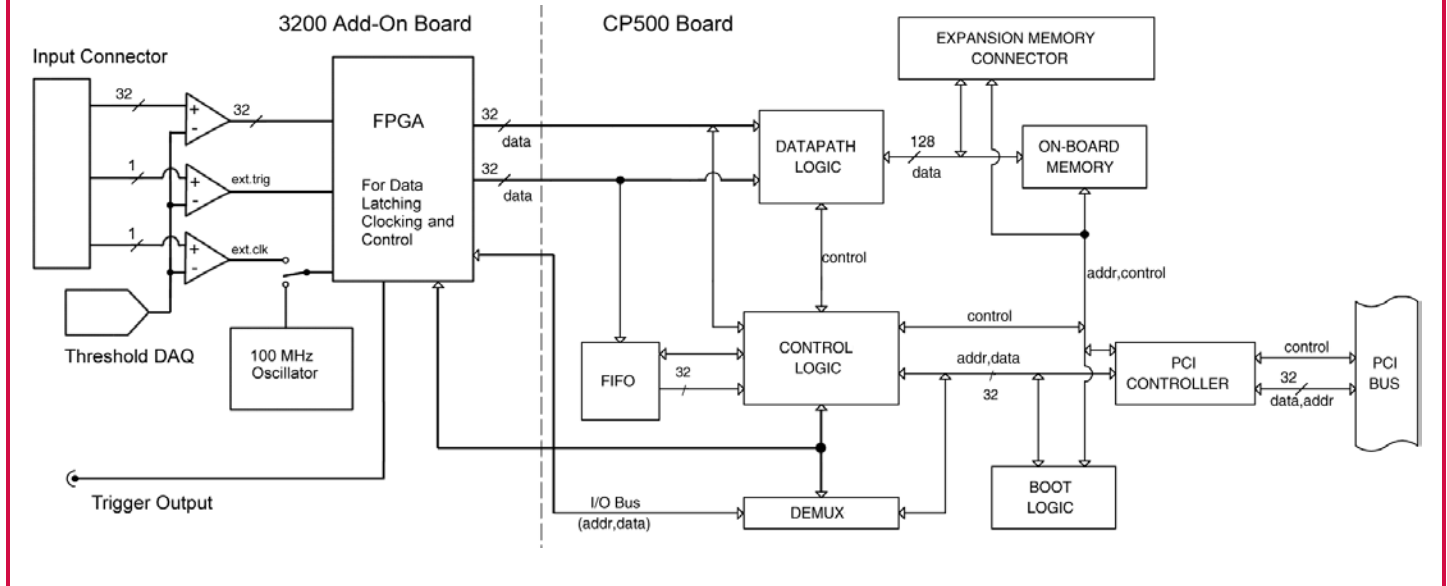 3200 Add-On Board
CP500 Board
Input Connector
32
+
-
32
1
+
-
ext.trig
1
+
-
ext.clk
Threshold DAQ
100 MHz
Oscillator
FPGA
For Data
Latching
Clocking and
Control
Trigger Output
32
data
32
data
DATAPATH
LOGIC
128
data
EXPANSION MEMORY
CONNECTOR
ON-BOARD
MEMORY
control
addr,control
FIFO
32
CONTROL
LOGIC
control
addr,data
32
PCI
CONTROLLER
control
32
data,addr
PCI
BUS
I/O Bus
(addr,data)
DEMUX
BOOT
LOGIC